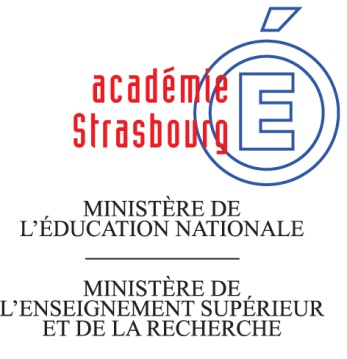 académie
Strasbourg
É
MINISTÈRE DE
L'ÉDUCATION NATIONALE
MINISTÈRE DE
L'ENSEIGNEMENT SUPÉRIEUR
ET DE LA RECHERCHE